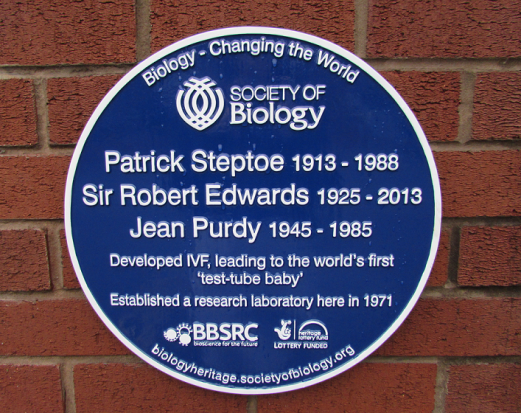 Biology - Changing the World
SOCIETY OF
Biology
Patrick Steptoe 1913 - 1988
Sir Robert Edwards 1925 - 2013
Jean Purdy 1945 - 1985
Developed IVF, leading to the world's first
'test-tube baby'
Established a research laboratory here in 1971
BBSRC
bioscience for the future
heritage
lottery fund
LOTTERY FUNDED
biologyheritage.societyofbiology.org